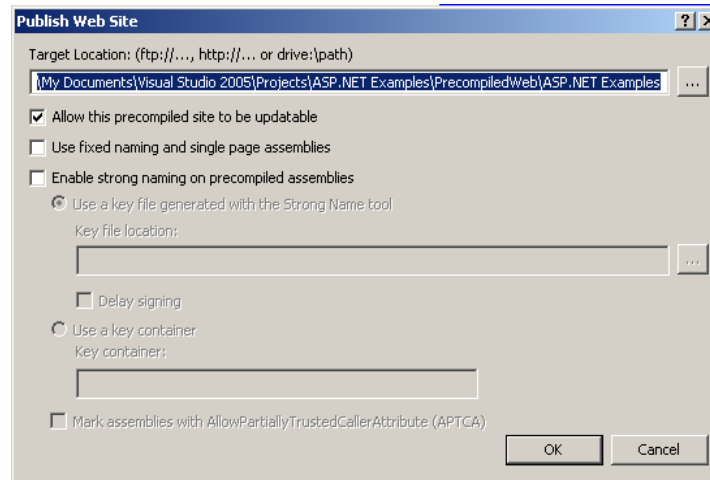 Publish Web Site
Target Location: (ftp://..., http://... or drive:\path)
\My Documents\Visual Studio 2005\Projects\ASP.NET Examples\PrecompiledWeb\ASP.NET Examples
...
Allow this precompiled site to be updatable
Use fixed naming and single page assemblies
Enable strong naming on precompiled assemblies
Use a key file generated with the Strong Name tool
Key file location:
...
Delay signing
Use a key container
Key container:
Mark assemblies with AllowPartiallyTrustedCallerAttribute (APTCA)
OK Cancel